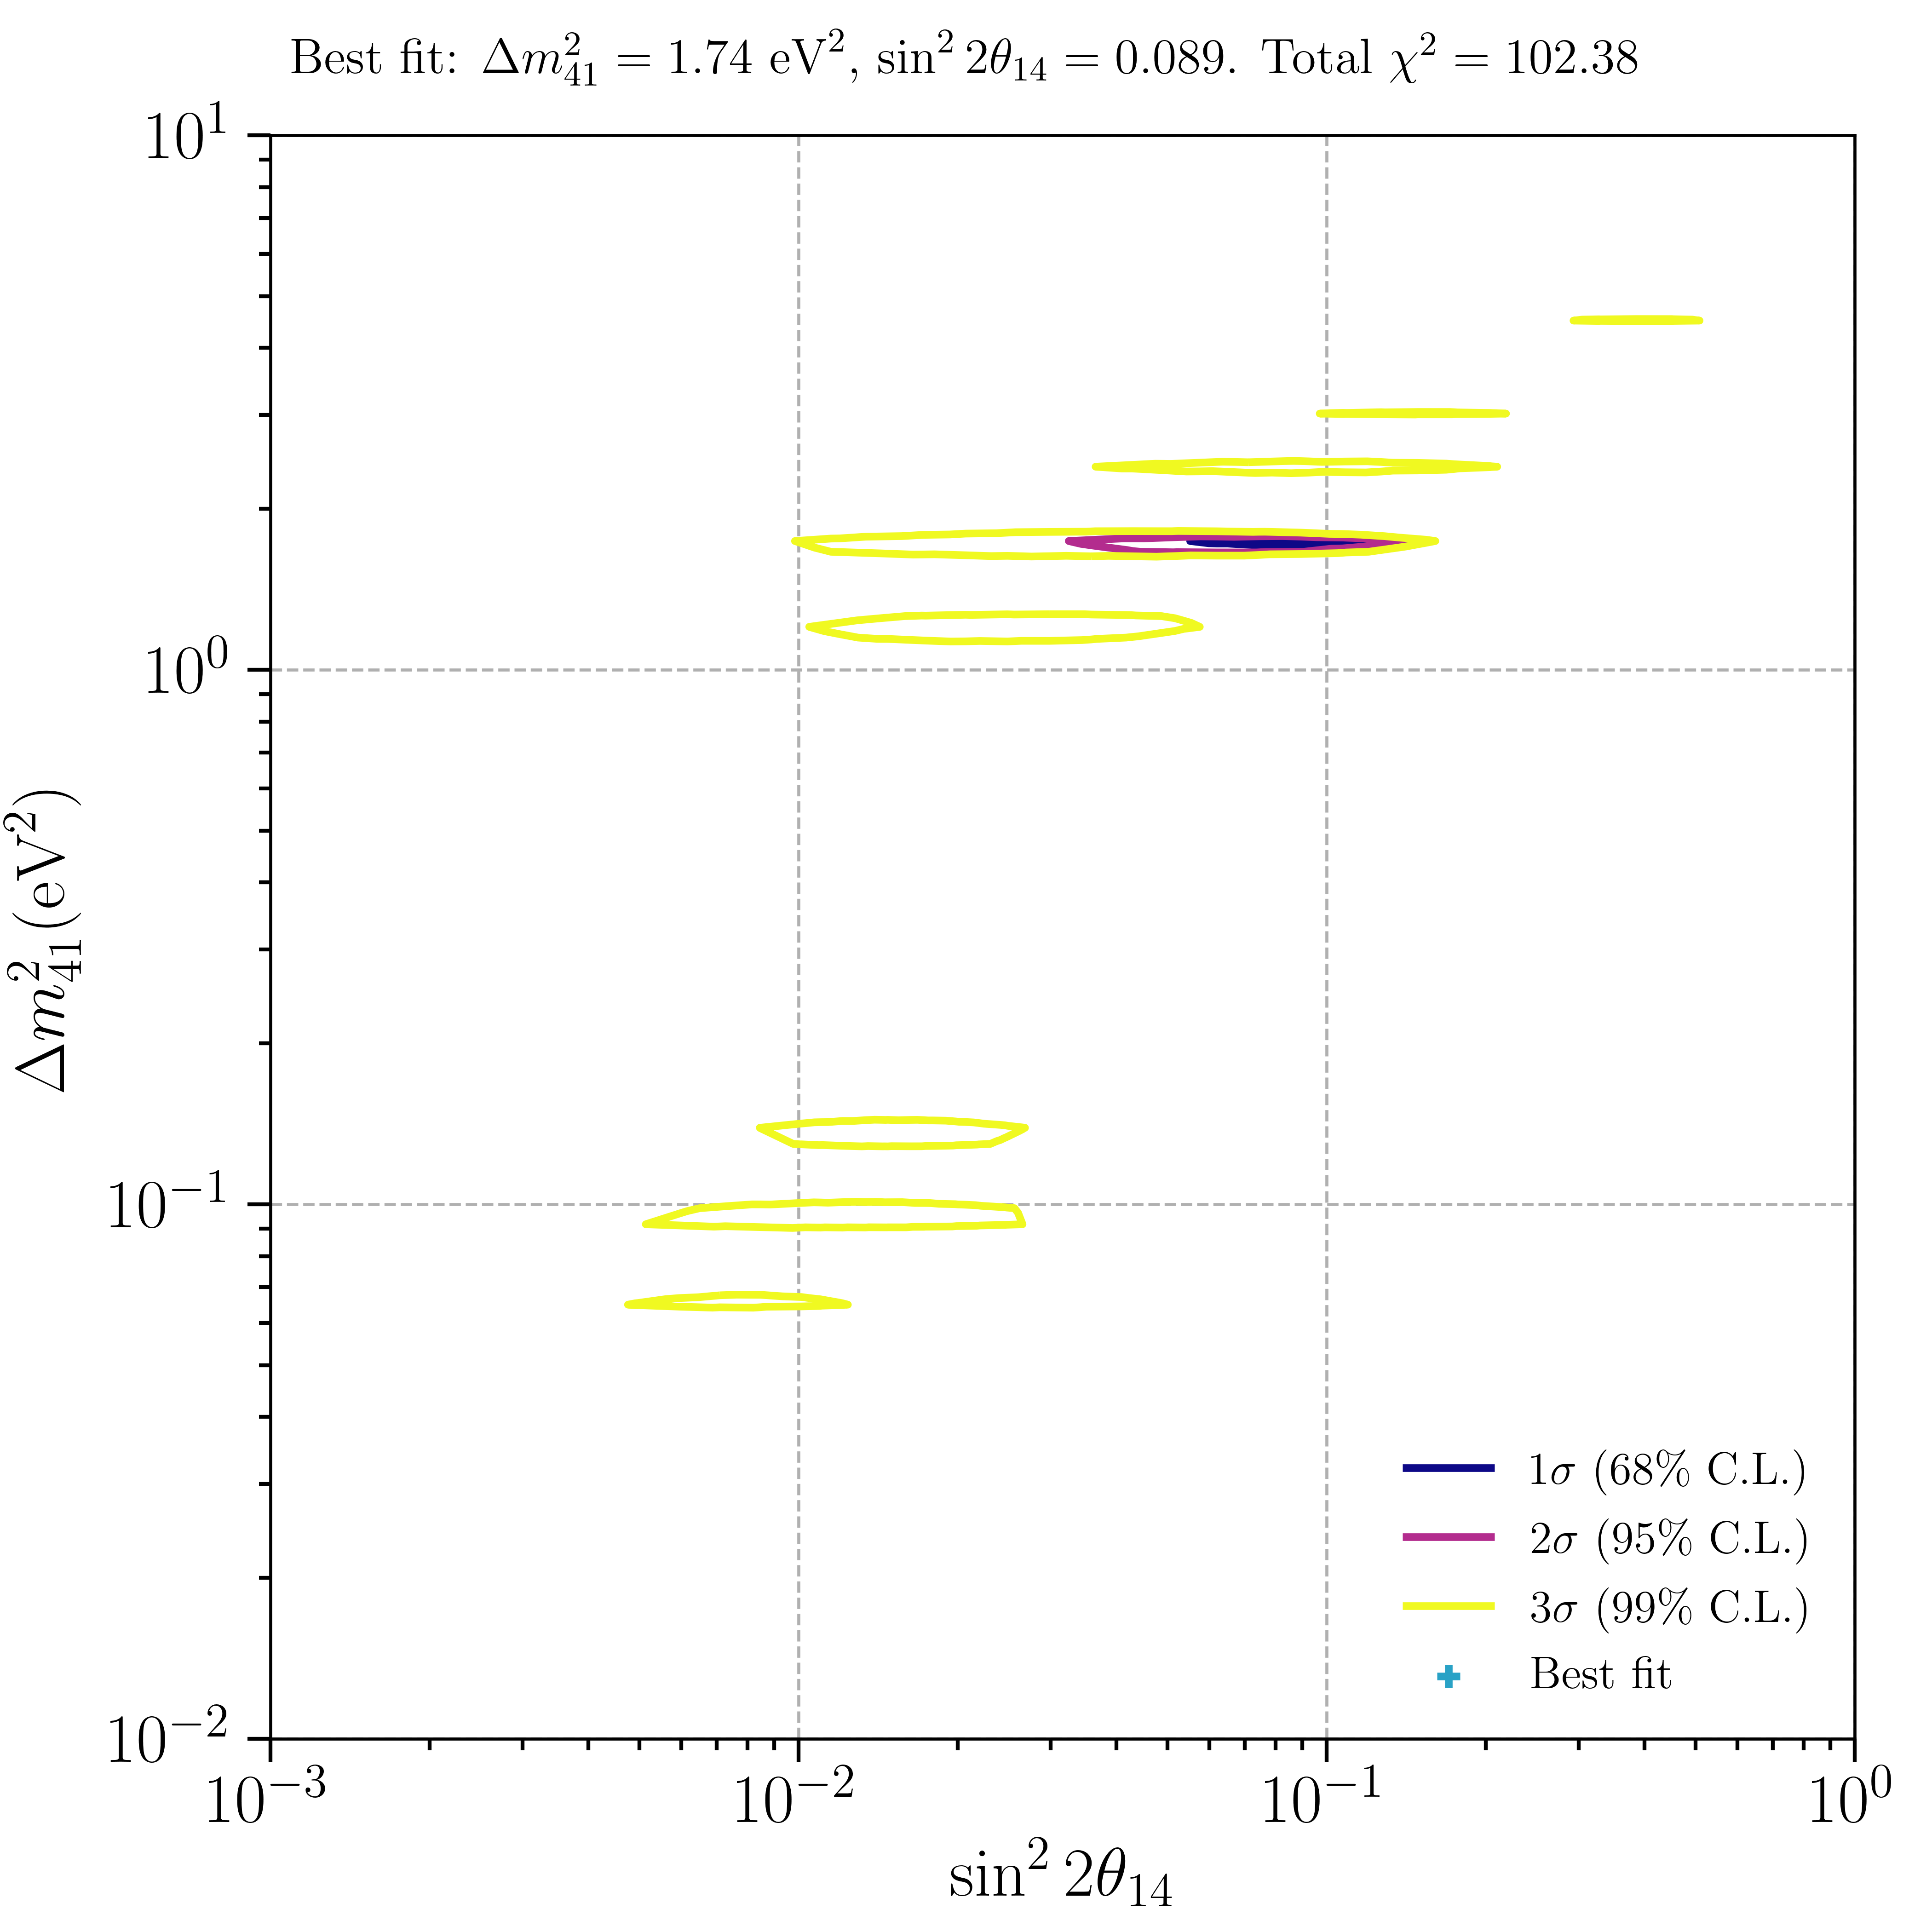 Best fit: Δm²₄₁ = 1.74 eV², sin² 2θ₁₄ = 0.089. Total χ² = 102.38
10¹
10⁰
10⁻¹
10⁻²
Δm²₄₁(eV²)
1σ (68% C.L.)
2σ (95% C.L.)
3σ (99% C.L.)
Best fit
10⁻³ 10⁻² 10⁻¹ 10⁰
sin² 2θ₁₄